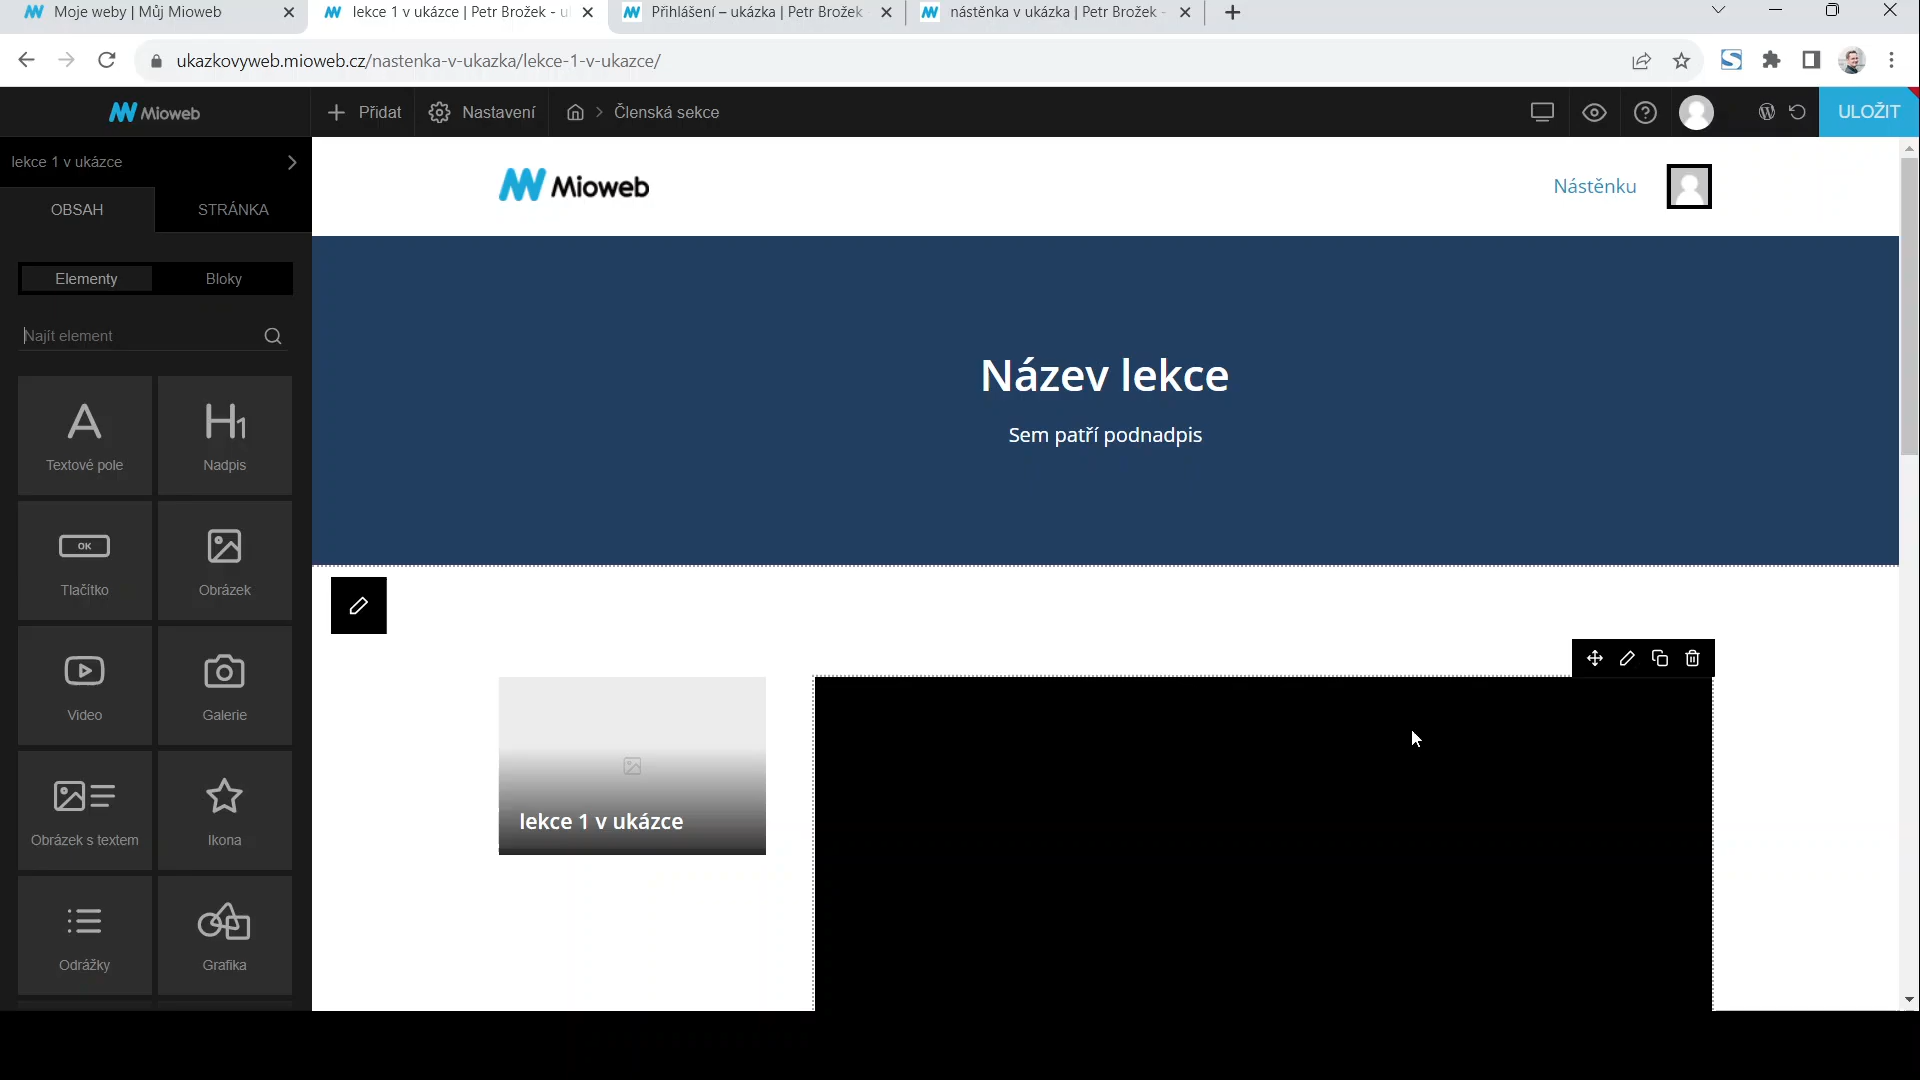 Moje weby | Můj Mioweb
lekce 1 v ukázce | Petr Brožek - u
Přihlášení – ukázka | Petr Brožek
nástěnka v ukázka | Petr Brožek -
ukazkovyweb.mioweb.cz/nastenka-v-ukazka/lekce-1-v-ukazce/
Mioweb
Přidat
Nastavení
Členská sekce
ULOŽIT
lekce 1 v ukázce
OBSAH
STRÁNKA
Elementy
Bloky
Najít element
Textové pole
Nadpis
OK
Tlačítko
Obrázek
Video
Galerie
Obrázek s textem
Ikona
Odrážky
Grafika
Mioweb
Nástěnku
Název lekce
Sem patří podnadpis
lekce 1 v ukázce